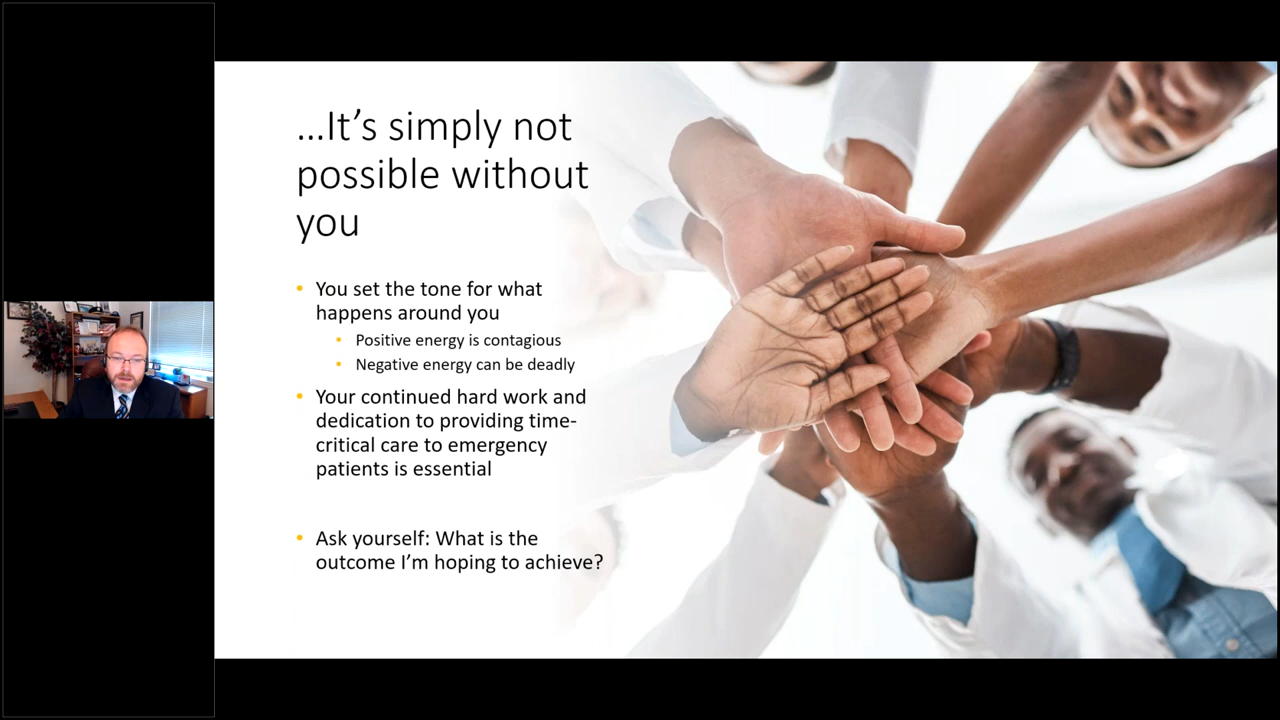 ...It’s simply not
possible without
you
• You set the tone for what
happens around you
• Positive energy is contagious
• Negative energy can be deadly
• Your continued hard work and
dedication to providing time-
critical care to emergency
patients is essential
• Ask yourself: What is the
outcome I’m hoping to achieve?